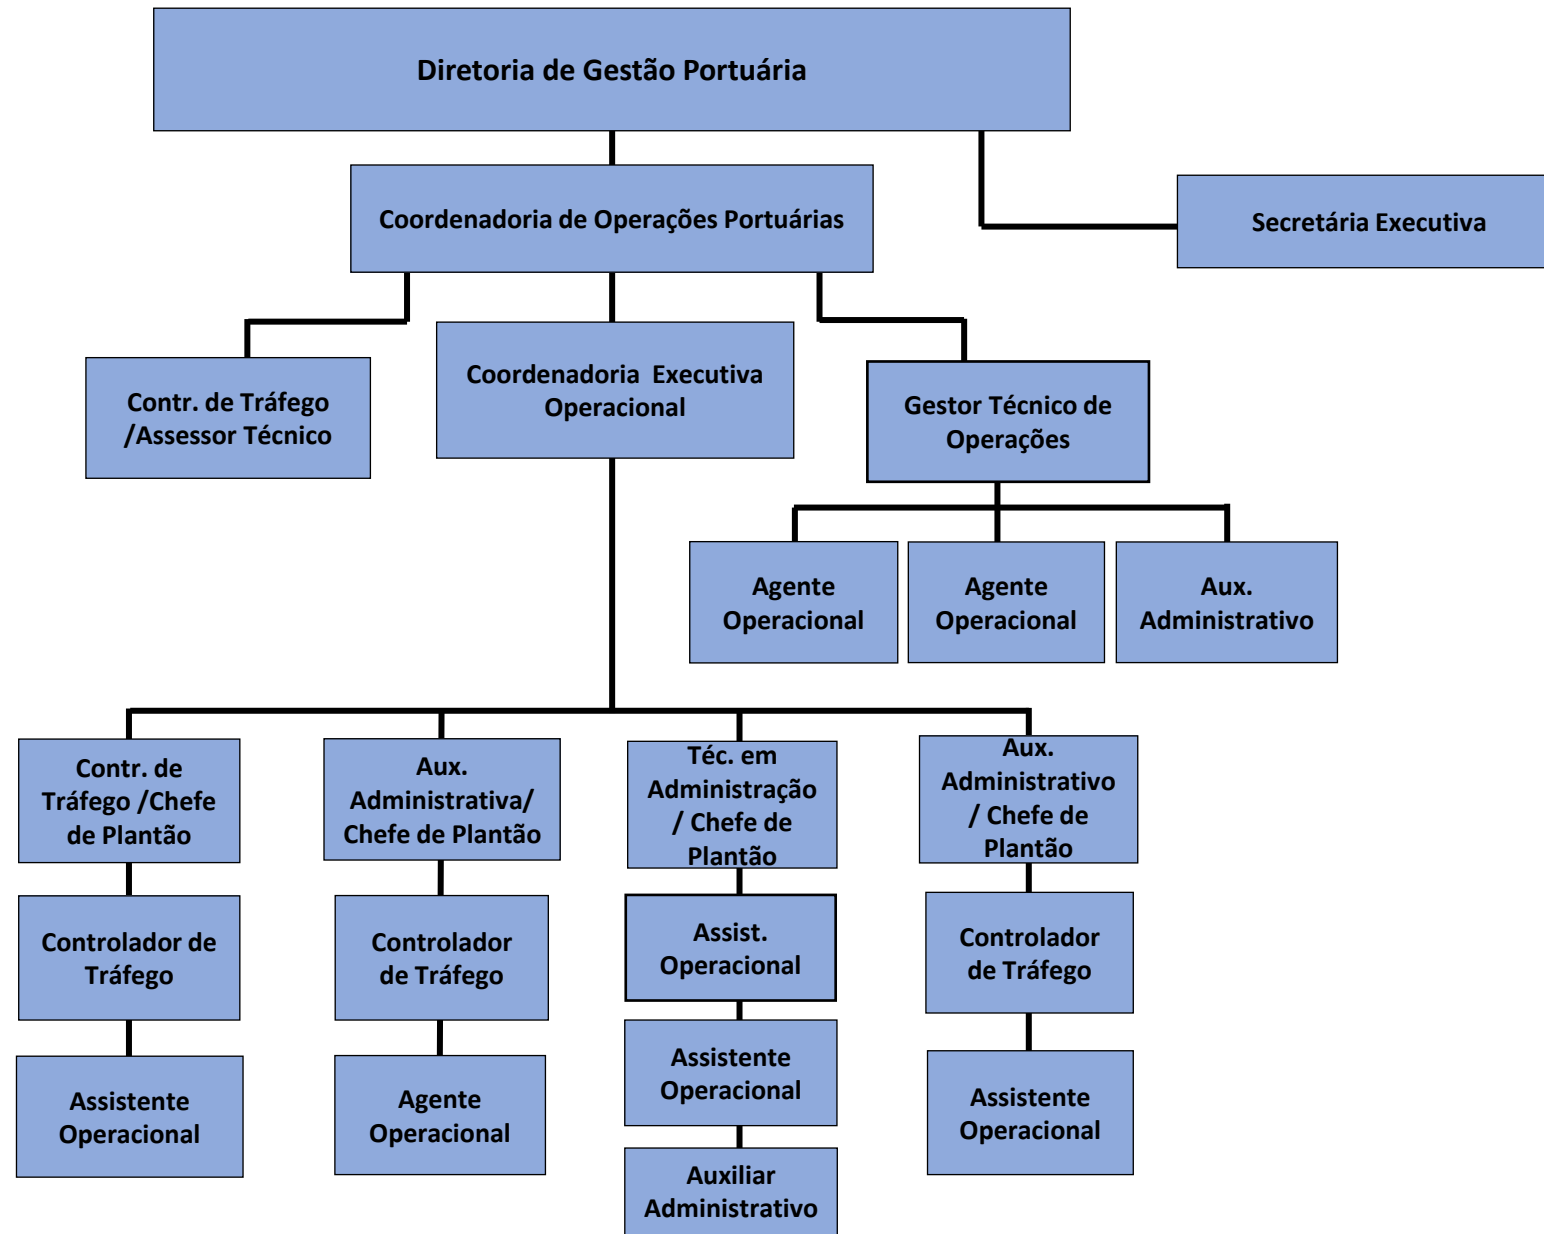 Diretoria de Gestão Portuária
Coordenadoria de Operações Portuárias
Secretária Executiva
Contr. de Tráfego
/Assessor Técnico
Coordenadoria  Executiva
Operacional
Gestor Técnico de
Operações
Agente
Operacional
Agente
Operacional
Aux.
Administrativo
Contr. de
Tráfego /Chefe
de Plantão
Aux.
Administrativa/
Chefe de Plantão
Téc. em
Administração
/ Chefe de
Plantão
Aux.
Administrativo
/ Chefe de
Plantão
Controlador de
Tráfego
Controlador
de Tráfego
Assist.
Operacional
Controlador
de Tráfego
Assistente
Operacional
Agente
Operacional
Assistente
Operacional
Assistente
Operacional
Auxiliar
Administrativo